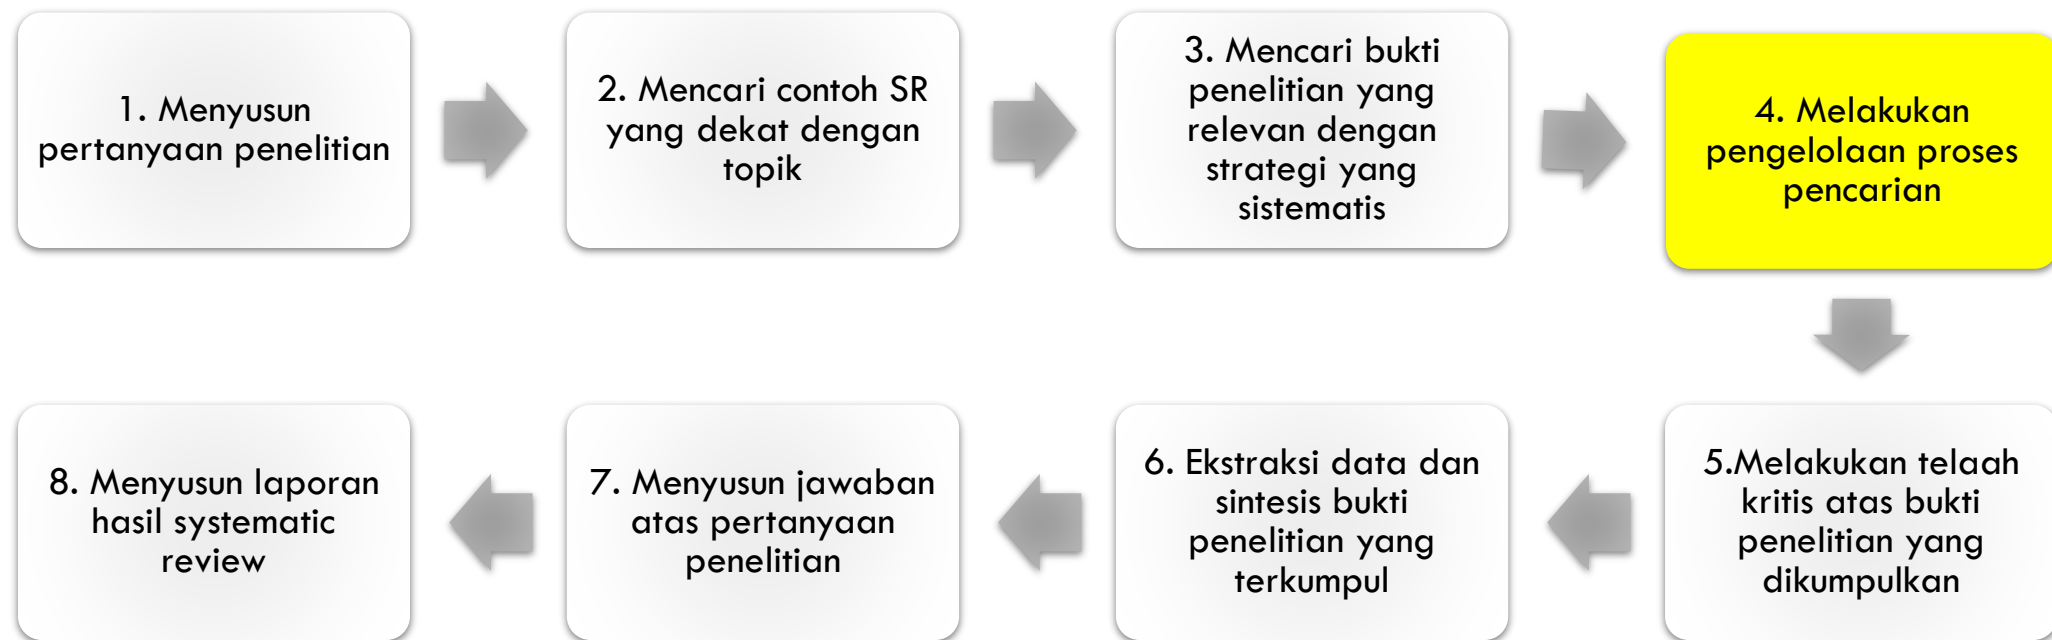 1. Menyusun
pertanyaan penelitian
2. Mencari contoh SR
yang dekat dengan
topik
3. Mencari bukti
penelitian yang
relevan dengan
strategi yang
sistematis
4. Melakukan
pengelolaan proses
pencarian
5.Melakukan telaah
kritis atas bukti
penelitian yang
dikumpulkan
6. Ekstraksi data dan
sintesis bukti
penelitian yang
terkumpul
7. Menyusun jawaban
atas pertanyaan
penelitian
8. Menyusun laporan
hasil systematic
review